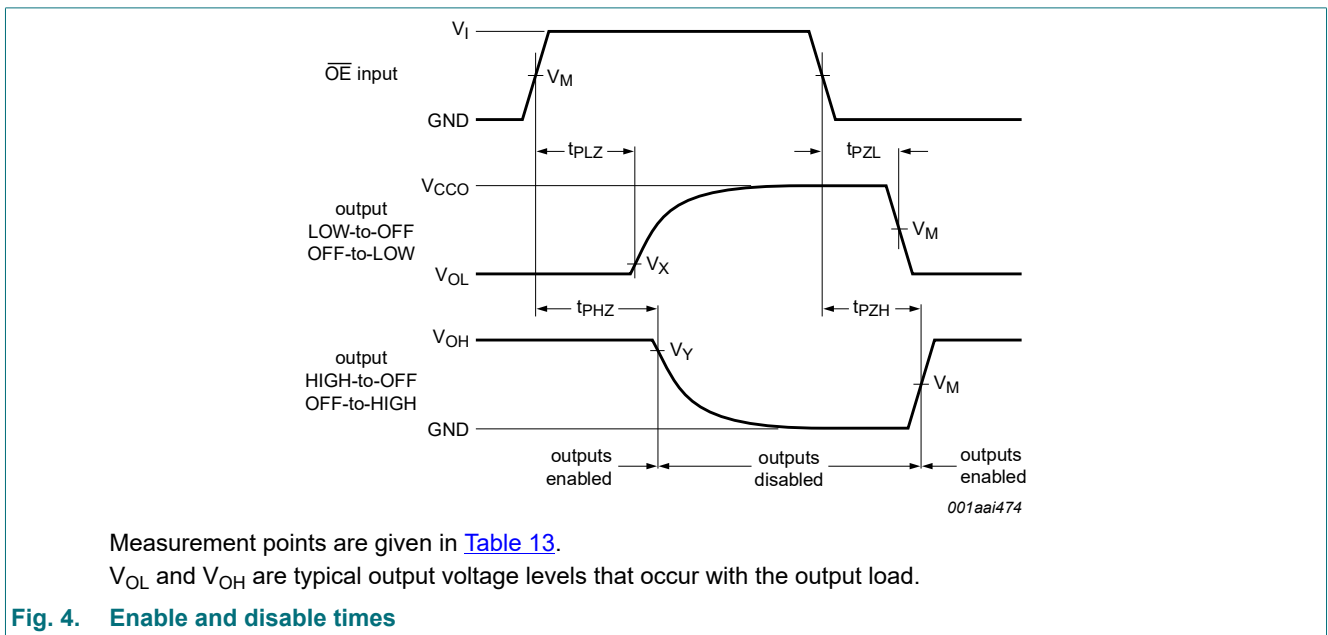 V_I
OE input
V_M
GND
t_PLZ
t_PZL
V_CCO
output
LOW-to-OFF
OFF-to-LOW
V_M
V_X
V_OL
t_PHZ
t_PZH
V_OH
output
HIGH-to-OFF
OFF-to-HIGH
V_Y
V_M
GND
outputs
enabled
outputs
disabled
outputs
enabled
001aai474
Measurement points are given in Table 13.
V_OL and V_OH are typical output voltage levels that occur with the output load.
Fig. 4. Enable and disable times